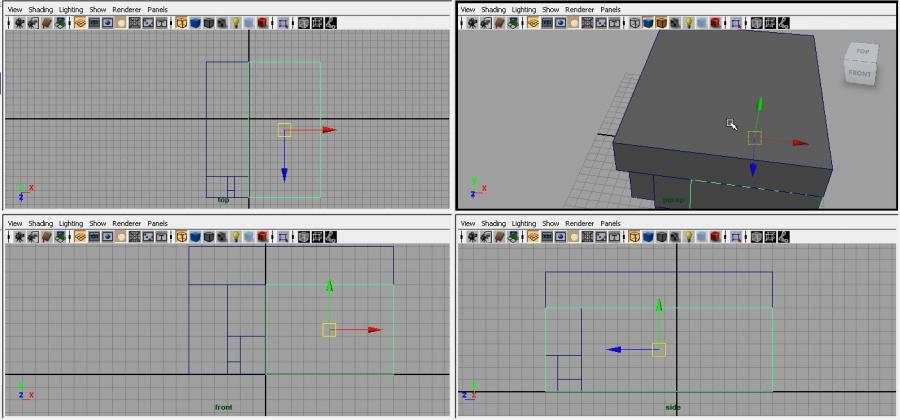 View Shading Lighting Show Renderer Panels
View Shading Lighting Show Renderer Panels
top
persp
TOP
FRONT
View Shading Lighting Show Renderer Panels
View Shading Lighting Show Renderer Panels
front
side